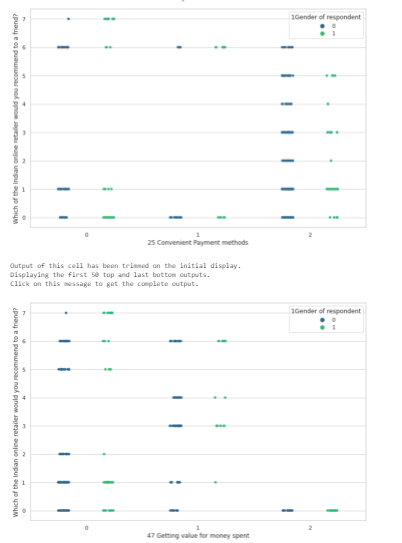 7
6
5
4
3
2
1
0
Which of the Indian online retailer would you recommend to a friend?
1Gender of respondent
0
1
0 1 2
25 Convenient Payment methods
Output of this cell has been trimmed on the initial display.
Displaying the first 50 top and last bottom outputs.
Click on this message to get the complete output.
7
6
5
4
3
2
1
0
Which of the Indian online retailer would you recommend to a friend?
1Gender of respondent
0
1
0 1 2
47 Getting value for money spent